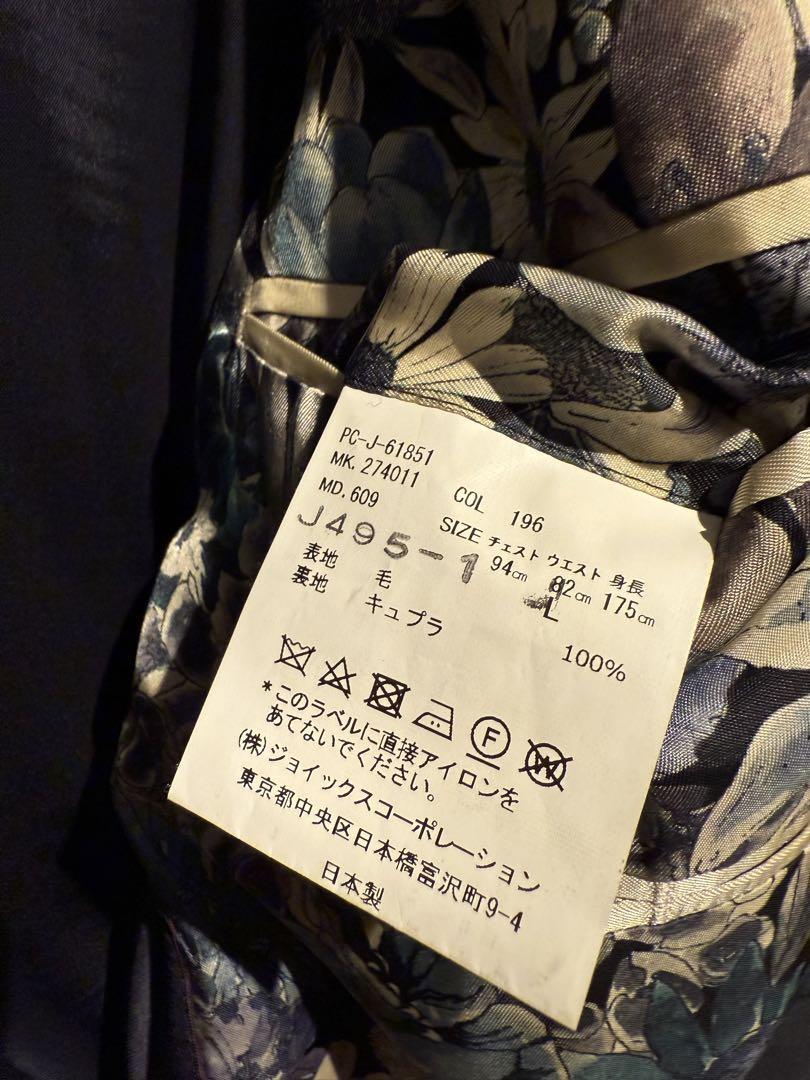 PC-J-61851
MK. 274011
MD. 609
COL 196
J495-1
SIZE チェスト ウエスト 身長
94cm 82cm 175cm
L
表地 毛
裏地 キュプラ
100%
F
W
*このラベルに直接アイロンを
あてないでください。
(株)ジョイックスコーポレーション
東京都中央区日本橋富沢町9-4
日本製